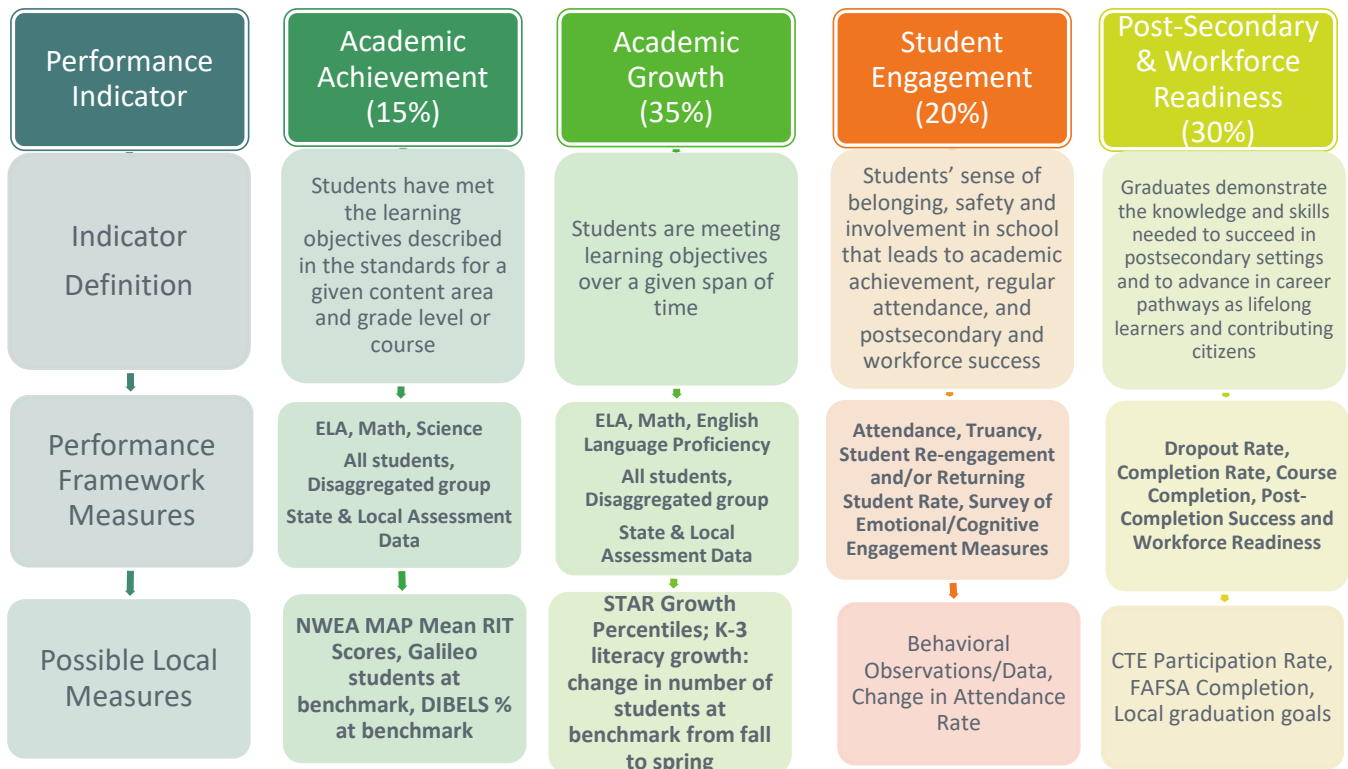 Performance
Indicator
Academic
Achievement
(15%)
Academic
Growth
(35%)
Student
Engagement
(20%)
Post-Secondary
& Workforce
Readiness
(30%)
Indicator
Definition
Students have met
the learning
objectives described
in the standards for a
given content area
and grade level or
course
Students are meeting
learning objectives
over a given span of
time
Students' sense of
belonging, safety and
involvement in school
that leads to academic
achievement, regular
attendance, and
postsecondary and
workforce success
Graduates demonstrate
the knowledge and skills
needed to succeed in
postsecondary settings
and to advance in career
pathways as lifelong
learners and contributing
citizens
Performance
Framework
Measures
ELA, Math, Science
All students,
Disaggregated group
State & Local Assessment
Data
ELA, Math, English
Language Proficiency
All students,
Disaggregated group
State & Local
Assessment Data
Attendance, Truancy,
Student Re-engagement
and/or Returning
Student Rate, Survey of
Emotional/Cognitive
Engagement Measures
Dropout Rate,
Completion Rate, Course
Completion, Post-
Completion Success and
Workforce Readiness
Possible Local
Measures
NWEA MAP Mean RIT
Scores, Galileo
students at
benchmark, DIBELS %
at benchmark
STAR Growth
Percentiles; K-3
literacy growth:
change in number of
students at
benchmark from fall
to spring
Behavioral
Observations/Data,
Change in Attendance
Rate
CTE Participation Rate,
FAFSA Completion,
Local graduation goals